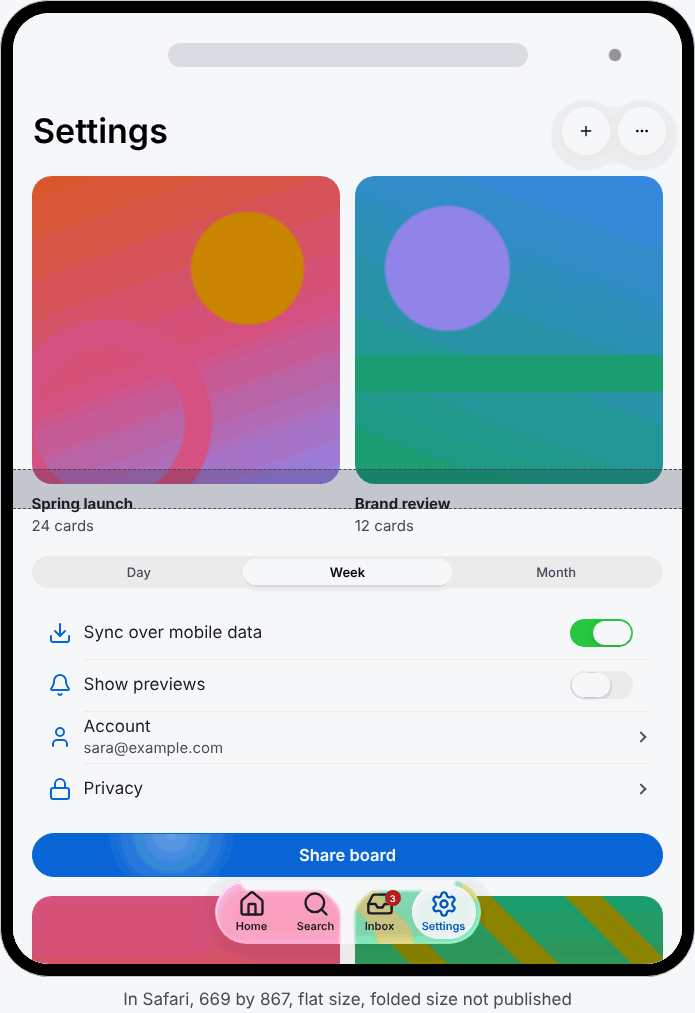 Settings
Spring launch
24 cards
Brand review
12 cards
Day Week Month
Sync over mobile data
Show previews
Account
sara@example.com
Privacy
Share board
3
Home Search Inbox Settings
In Safari, 669 by 867, flat size, folded size not published